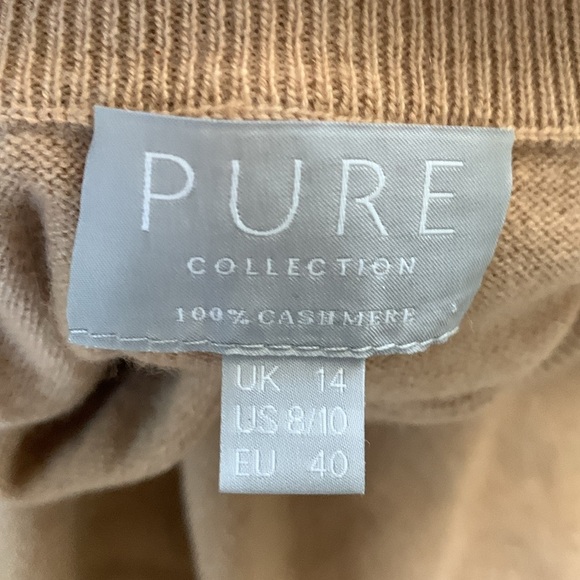 PURE
COLLECTION
100% CASHMERE
UK 14
US 8/10
EU 40